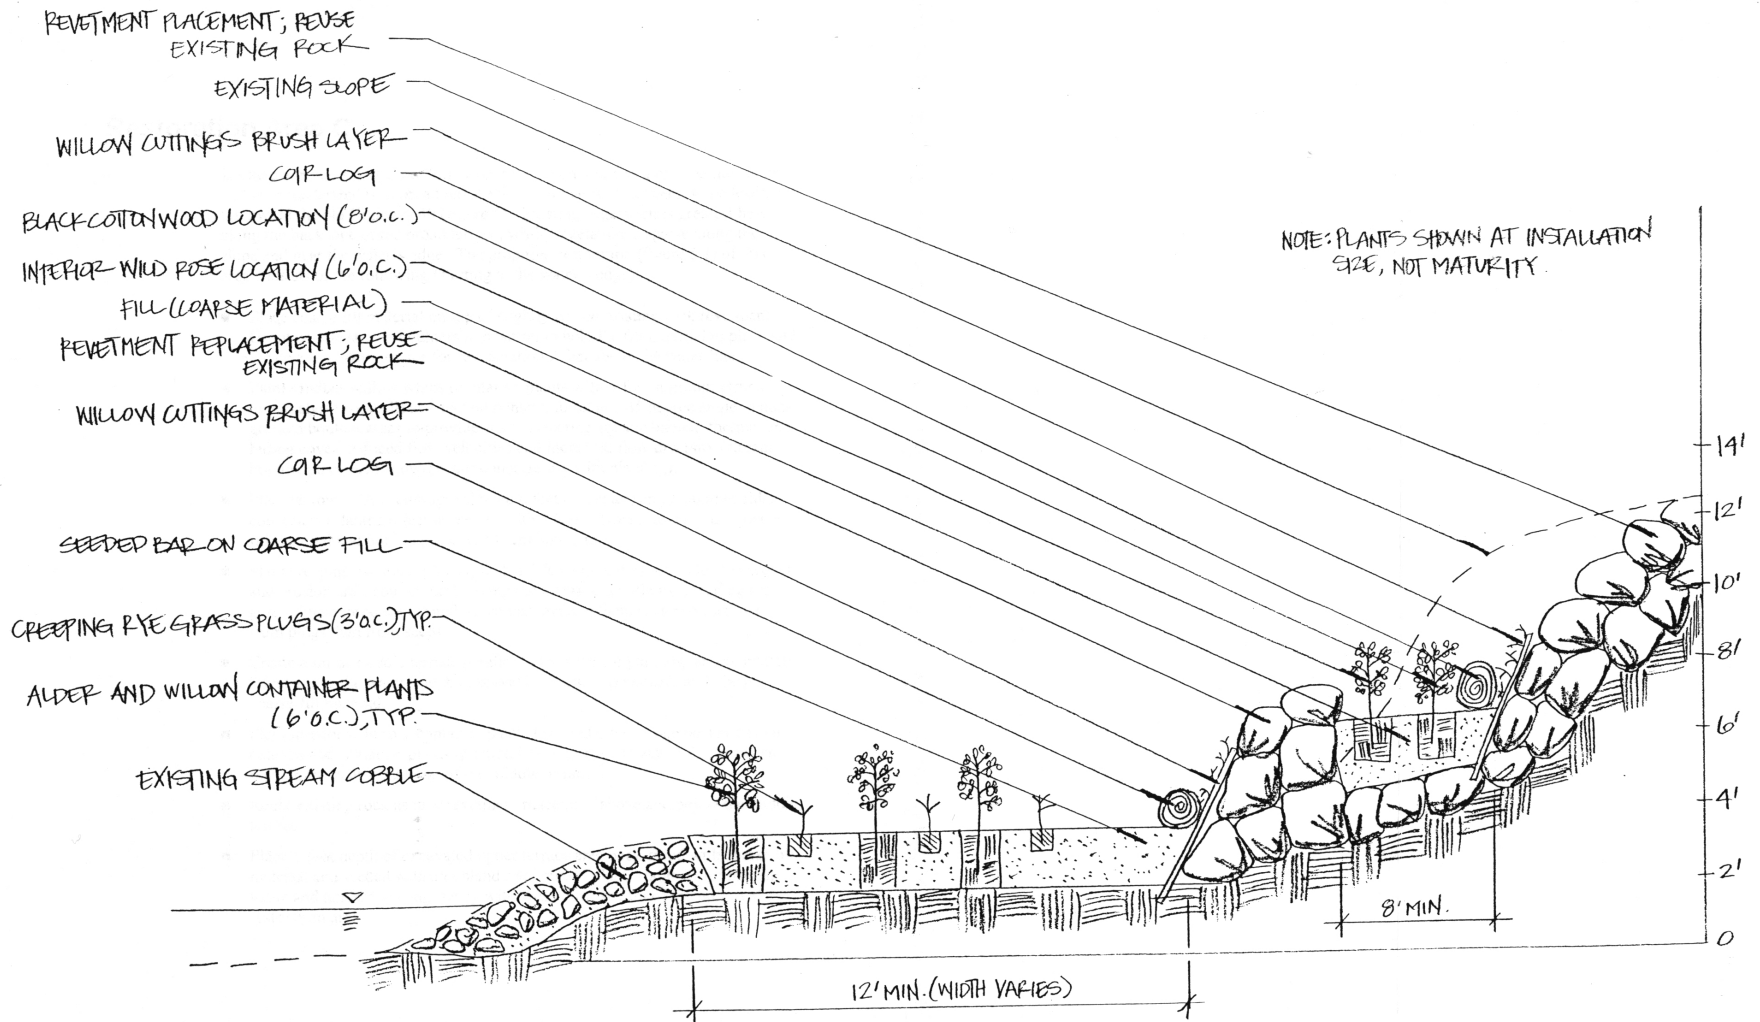 REVETMENT PLACEMENT; REUSE
EXISTING ROCK
EXISTING SLOPE
WILLOW CUTTINGS BRUSH LAYER
COIR LOG
BLACK COTTONWOOD LOCATION (8' O.C.)
INTERIOR WILD ROSE LOCATION (6' O.C.)
FILL (COARSE MATERIAL)
REVETMENT REPLACEMENT; REUSE
EXISTING ROCK
WILLOW CUTTINGS BRUSH LAYER
COIR LOG
SEEDED BAR ON COARSE FILL
CREEPING RYE GRASS PLUGS (3' O.C.), TYP.
ALDER AND WILLOW CONTAINER PLANTS
(6' O.C.), TYP.
EXISTING STREAM COBBLE
NOTE: PLANTS SHOWN AT INSTALLATION
SIZE, NOT MATURITY.
14'
12'
10'
8'
6'
4'
2'
0
8' MIN.
12' MIN. (WIDTH VARIES)